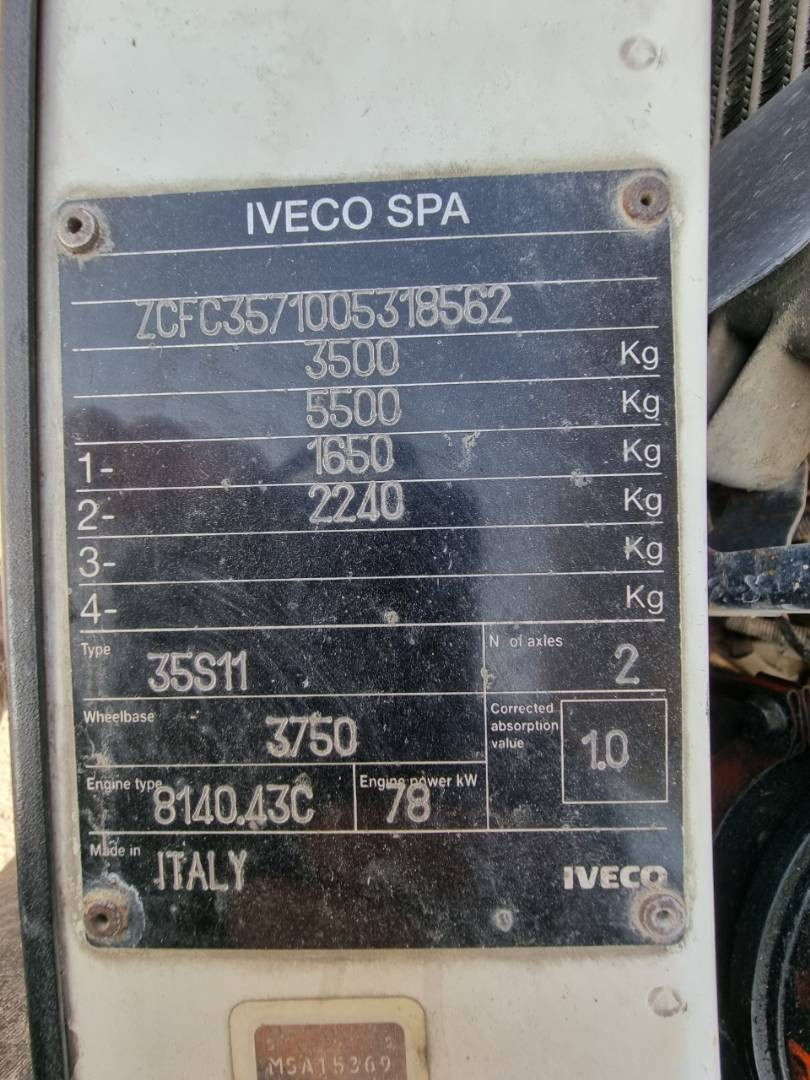 IVECO SPA
ZCFC3571005318562
3500 Kg
5500 Kg
1- 1650 Kg
2- 2240 Kg
3- Kg
4- Kg
Type 35S11 N. of axles 2
Wheelbase 3750 Corrected absorption value 1.0
Engine type 8140.43C Engine power kW 78
Made in ITALY IVECO
MSA15369